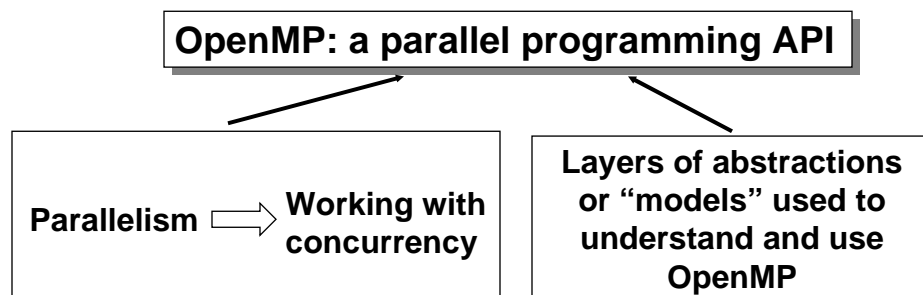 OpenMP: a parallel programming API
Parallelism
Working with
concurrency
Layers of abstractions
or “models” used to
understand and use
OpenMP